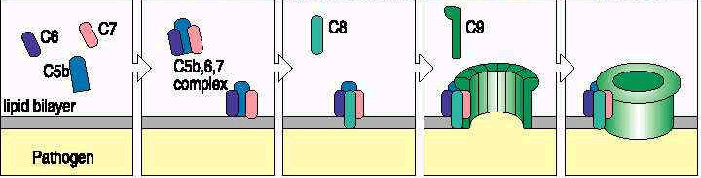 C6
C7
C5b
lipid bilayer
Pathogen
C5b,6,7
complex
C8
C9